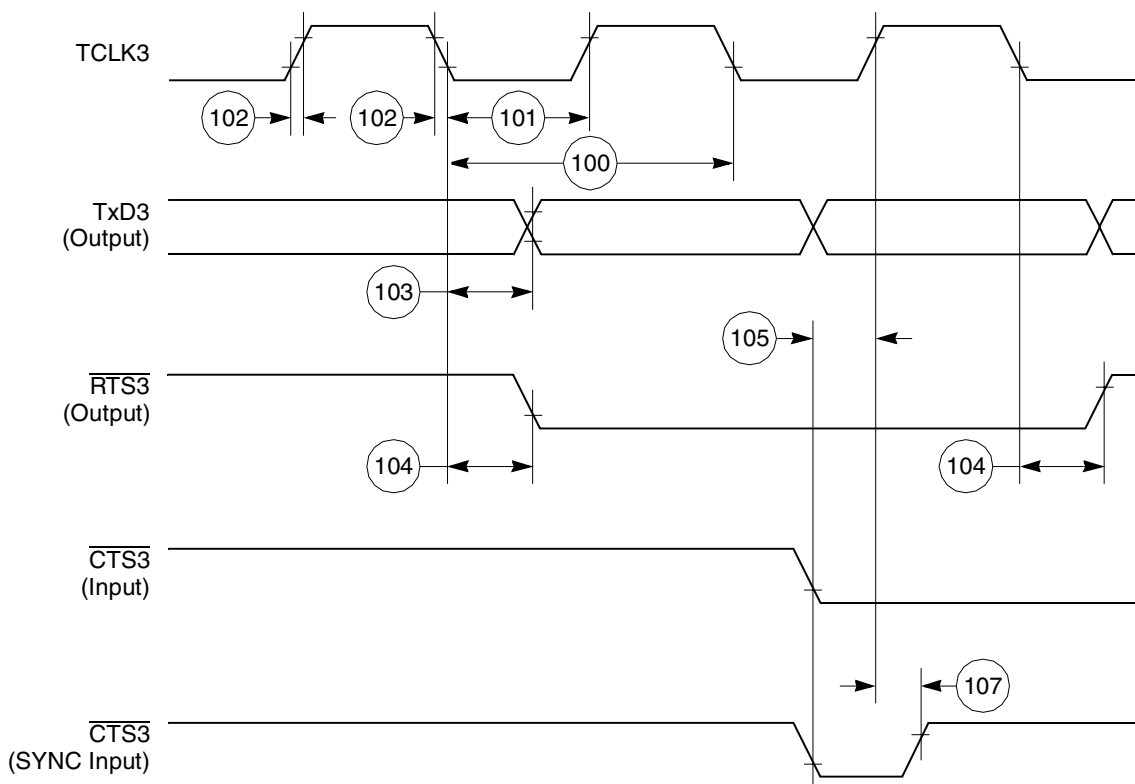 TCLK3
102
102
101
100
TxD3
(Output)
103
105
RTS3
(Output)
104
104
CTS3
(Input)
107
CTS3
(SYNC Input)